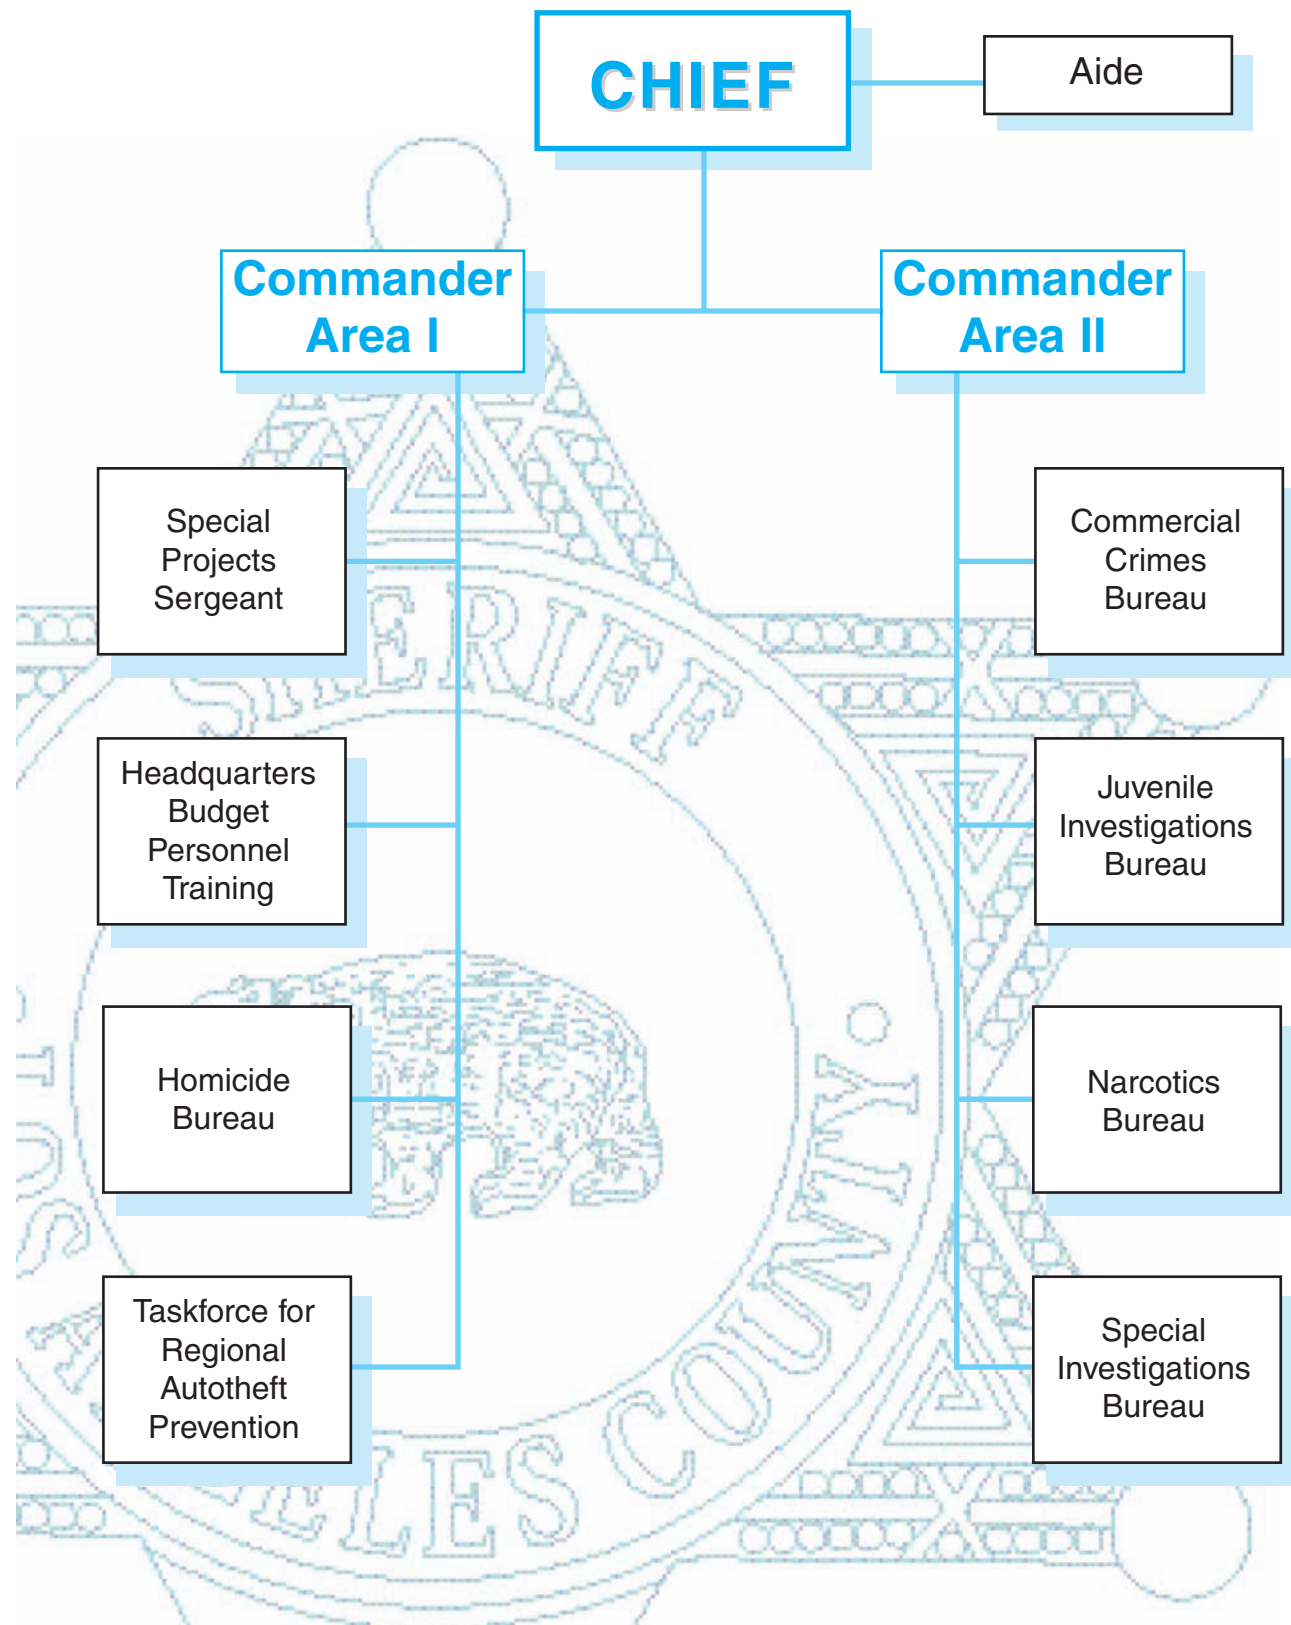 CHIEF
Aide
Commander
Area I
Commander
Area II
Special
Projects
Sergeant
Commercial
Crimes
Bureau
Headquarters
Budget
Personnel
Training
Juvenile
Investigations
Bureau
Homicide
Bureau
Narcotics
Bureau
Taskforce for
Regional
Autotheft
Prevention
Special
Investigations
Bureau
SHERIFF
COUNTY